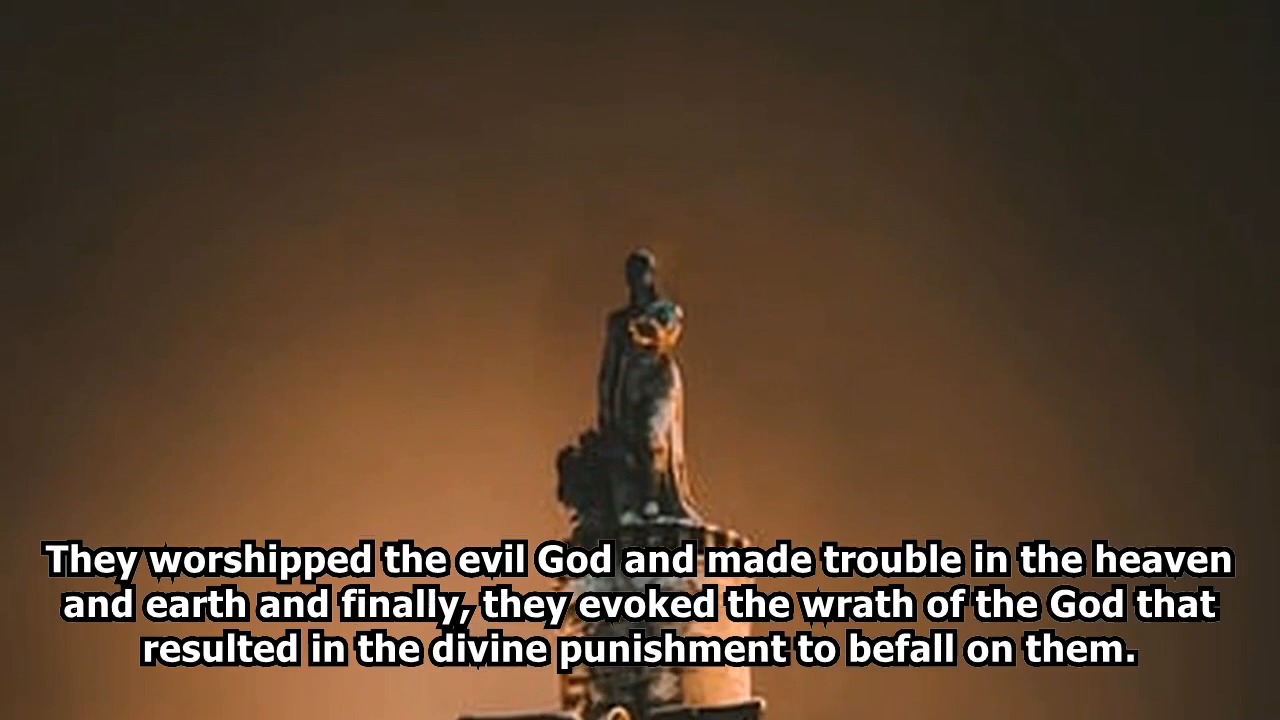 They worshipped the evil God and made trouble in the heaven
and earth and finally, they evoked the wrath of the God that
resulted in the divine punishment to befall on them.